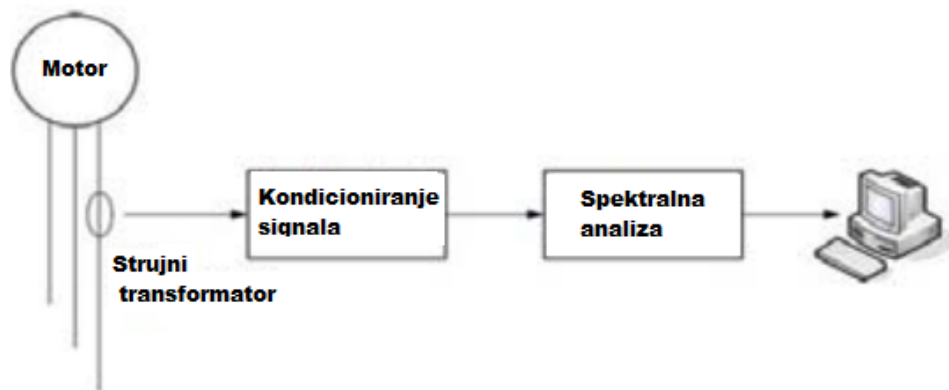 Motor
Kondicioniranje
signala
Spektralna
analiza
Strujni
transformator